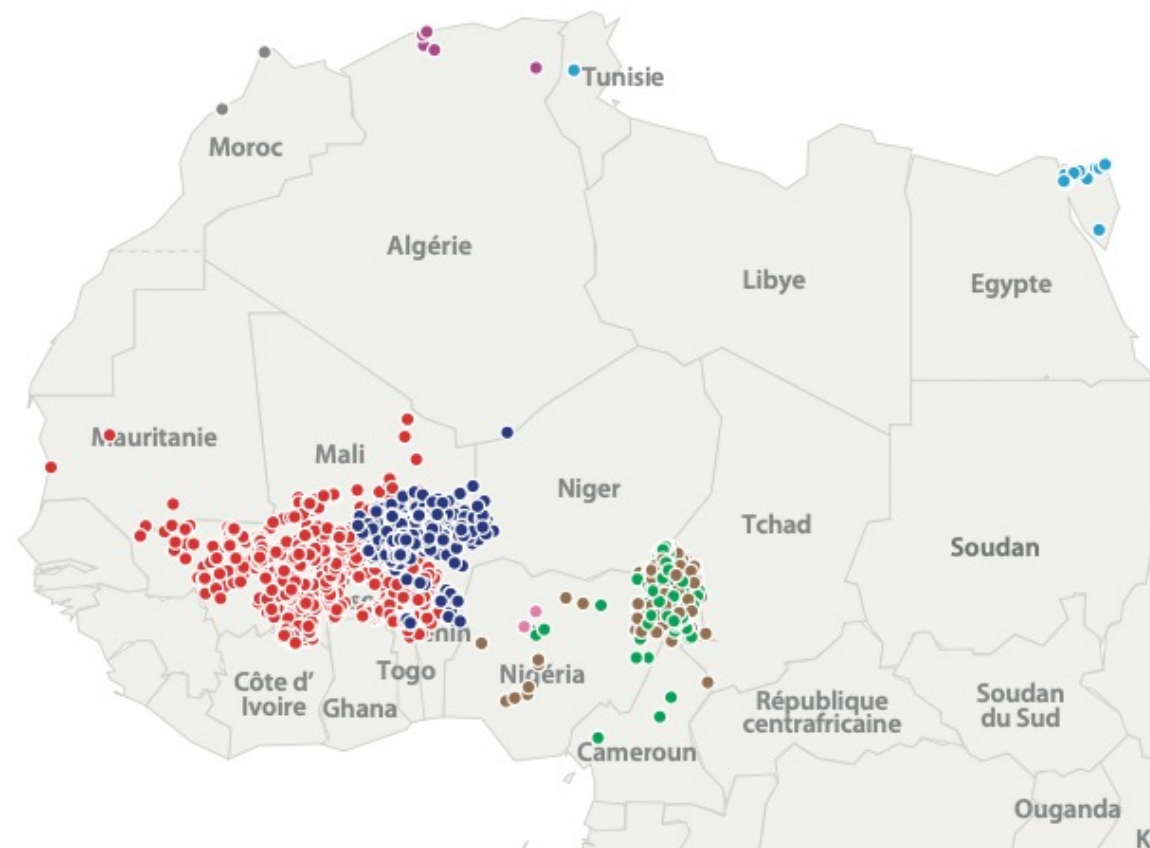 Tunisie
Moroc
Algérie
Libye
Egypte
Mauritanie
Mali
Niger
Tchad
Soudan
Togo
Nigéria
Côte d'
Ivoire
Ghana
République
centrafricaine
Soudan
du Sud
Cameroun
Ouganda
K